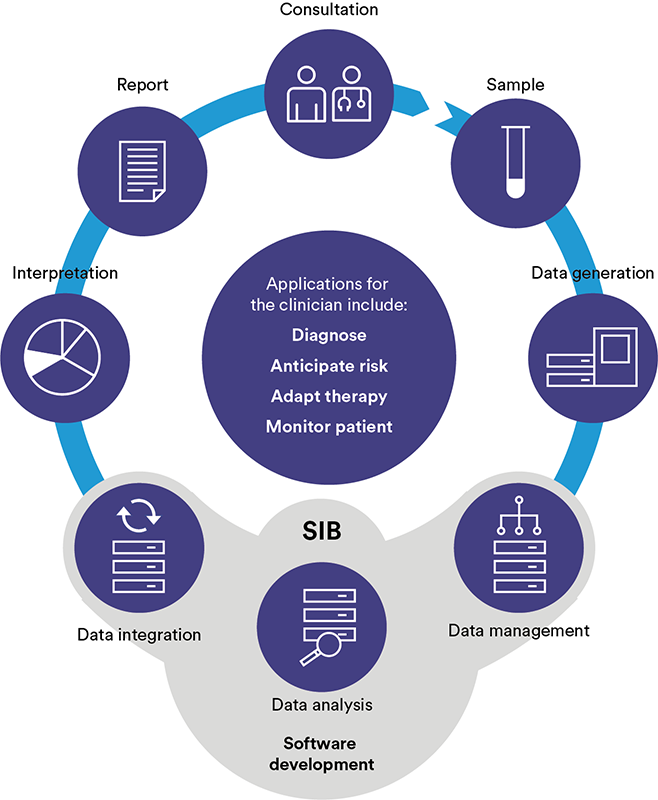 Consultation
Report
Sample
Interpretation
Data generation
Applications for
the clinician include:
Diagnose
Anticipate risk
Adapt therapy
Monitor patient
SIB
Data integration
Data management
Data analysis
Software
development